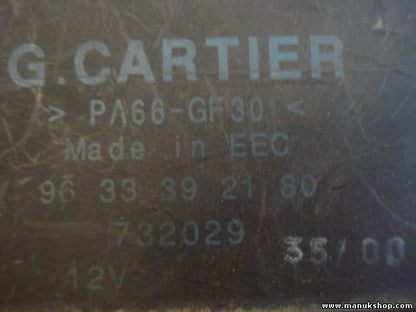 G. CARTIER
> PA66-GF30 <
Made in EEC
96 33 39 21 80
732029
35/00
12V
www.manukshop.com